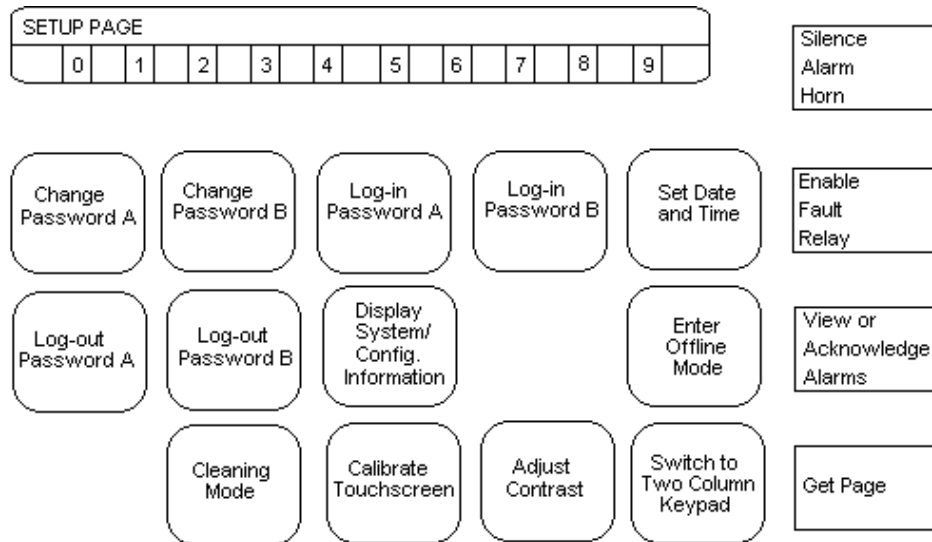 SETUP PAGE
0 1 2 3 4 5 6 7 8 9
Silence
Alarm
Horn
Change
Password A
Change
Password B
Log-in
Password A
Log-in
Password B
Set Date
and Time
Enable
Fault
Relay
Log-out
Password A
Log-out
Password B
Display
System/
Config.
Information
Enter
Offline
Mode
View or
Acknowledge
Alarms
Cleaning
Mode
Calibrate
Touchscreen
Adjust
Contrast
Switch to
Two Column
Keypad
Get Page